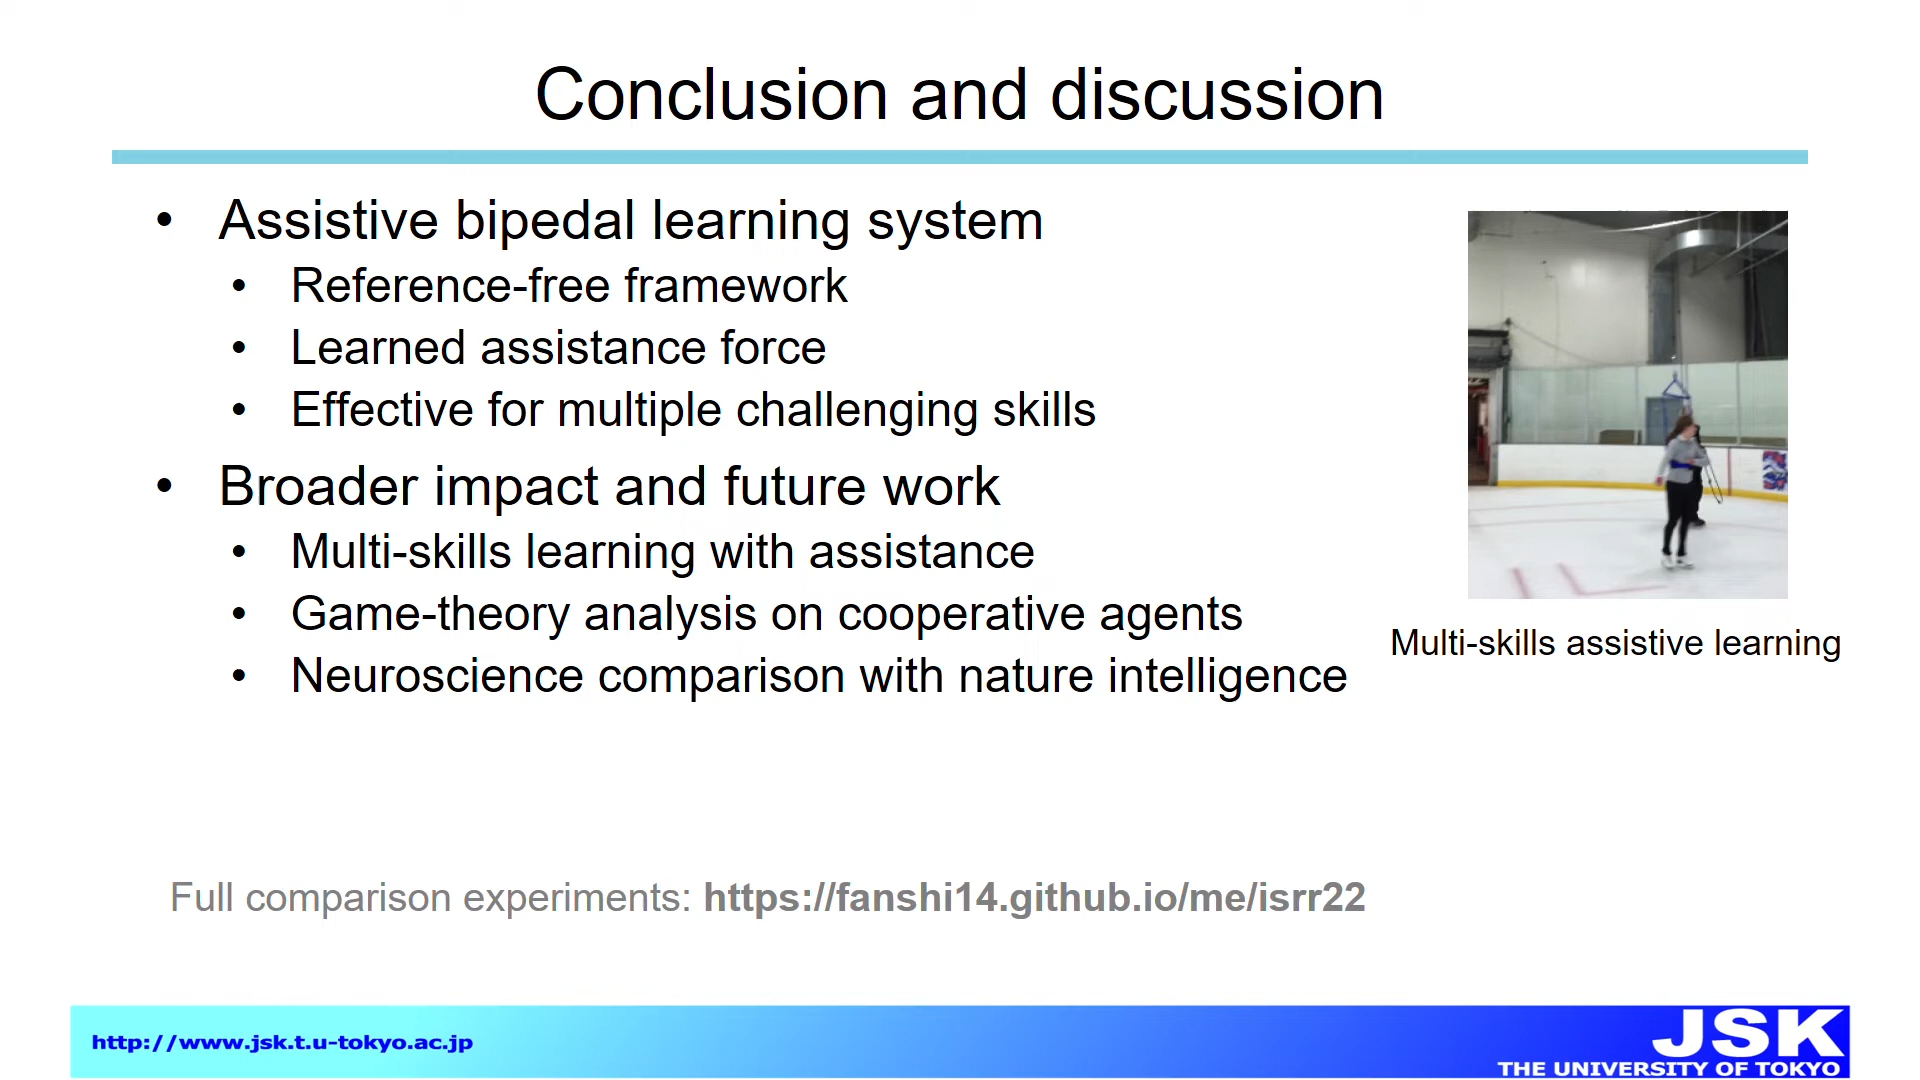 Conclusion and discussion
• Assistive bipedal learning system
• Reference-free framework
• Learned assistance force
• Effective for multiple challenging skills
• Broader impact and future work
• Multi-skills learning with assistance
• Game-theory analysis on cooperative agents
• Neuroscience comparison with nature intelligence
Multi-skills assistive learning
Full comparison experiments: https://fanshi14.github.io/me/isrr22
http://www.jsk.t.u-tokyo.ac.jp
JSK
THE UNIVERSITY OF TOKYO